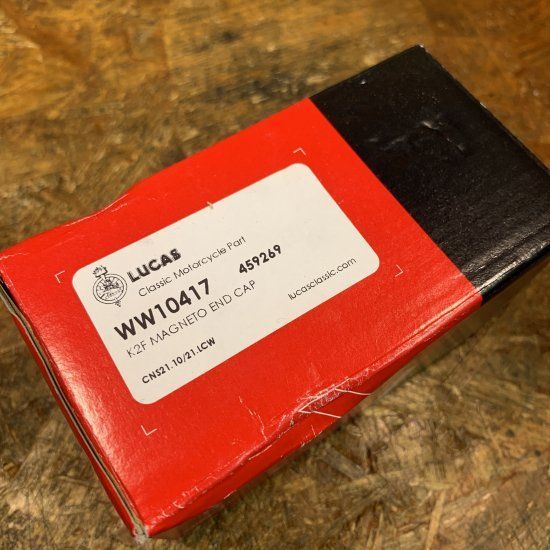 LUCAS
Classic Motorcycle Part
WW10417 459269
K2F MAGNETO END CAP
CNS21.10/21.LCW lucasclassic.com